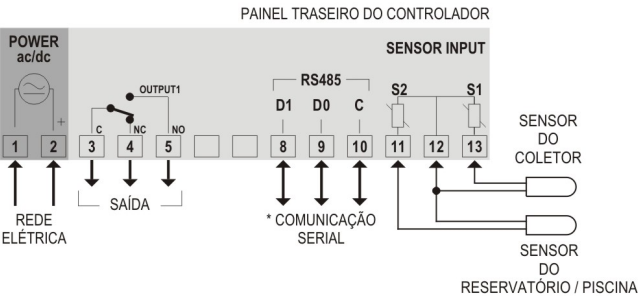 PAINEL TRASEIRO DO CONTROLADOR
POWER
ac/dc
SENSOR INPUT
OUTPUT1
RS485
S2
S1
D1 D0 C
+
C NC NO
1 2 3 4 5 8 9 10 11 12 13
SENSOR
DO
COLETOR
REDE
ELÉTRICA
SAÍDA
* COMUNICAÇÃO
SERIAL
SENSOR
DO
RESERVATÓRIO / PISCINA